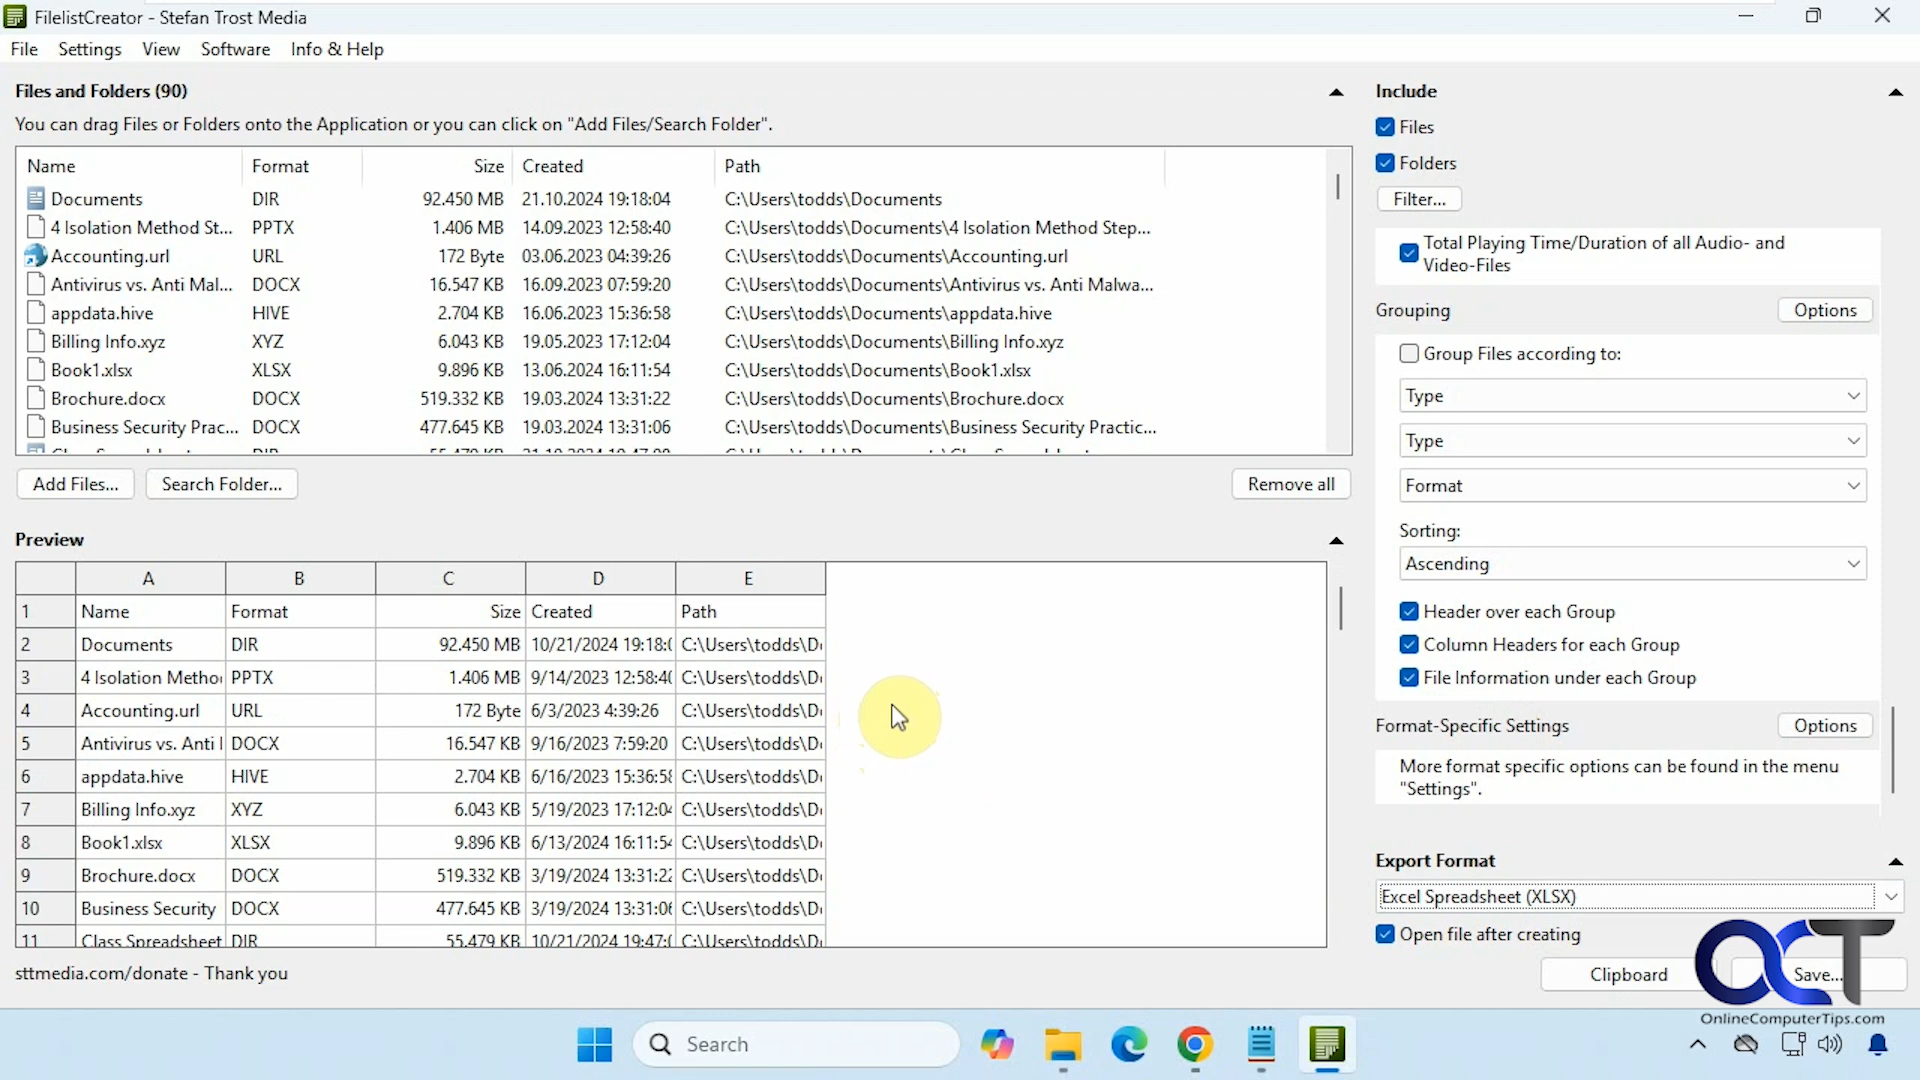 FilelistCreator - Stefan Trost Media
File Settings View Software Info & Help
Files and Folders (90)
You can drag Files or Folders onto the Application or you can click on "Add Files/Search Folder".
Name Format Size Created Path
Documents DIR 92.450 MB 21.10.2024 19:18:04 C:\Users\todds\Documents
4 Isolation Method St... PPTX 1.406 MB 14.09.2023 12:58:40 C:\Users\todds\Documents\4 Isolation Method Step...
Accounting.url URL 172 Byte 03.06.2023 04:39:26 C:\Users\todds\Documents\Accounting.url
Antivirus vs. Anti Mal... DOCX 16.547 KB 16.09.2023 07:59:20 C:\Users\todds\Documents\Antivirus vs. Anti Malwa...
appdata.hive HIVE 2.704 KB 16.06.2023 15:36:58 C:\Users\todds\Documents\appdata.hive
Billing Info.xyz XYZ 6.043 KB 19.05.2023 17:12:04 C:\Users\todds\Documents\Billing Info.xyz
Book1.xlsx XLSX 9.896 KB 13.06.2024 16:11:54 C:\Users\todds\Documents\Book1.xlsx
Brochure.docx DOCX 519.332 KB 19.03.2024 13:31:22 C:\Users\todds\Documents\Brochure.docx
Business Security Prac... DOCX 477.645 KB 19.03.2024 13:31:06 C:\Users\todds\Documents\Business Security Practic...
Add Files... Search Folder... Remove all
Preview
A B C D E
1 Name Format Size Created Path
2 Documents DIR 92.450 MB 10/21/2024 19:18:0 C:\Users\todds\D
3 4 Isolation Metho PPTX 1.406 MB 9/14/2023 12:58:40 C:\Users\todds\D
4 Accounting.url URL 172 Byte 6/3/2023 4:39:26 C:\Users\todds\D
5 Antivirus vs. Anti DOCX 16.547 KB 9/16/2023 7:59:20 C:\Users\todds\D
6 appdata.hive HIVE 2.704 KB 6/16/2023 15:36:58 C:\Users\todds\D
7 Billing Info.xyz XYZ 6.043 KB 5/19/2023 17:12:04 C:\Users\todds\D
8 Book1.xlsx XLSX 9.896 KB 6/13/2024 16:11:54 C:\Users\todds\D
9 Brochure.docx DOCX 519.332 KB 3/19/2024 13:31:22 C:\Users\todds\D
10 Business Security DOCX 477.645 KB 3/19/2024 13:31:06 C:\Users\todds\D
11 Class Spreadsheet DIR 55.479 KB 10/21/2024 19:47:0 C:\Users\todds\D
sttmedia.com/donate - Thank you
Include
Files
Folders
Filter...
Total Playing Time/Duration of all Audio- and
Video-Files
Grouping Options
Group Files according to:
Type
Type
Format
Sorting:
Ascending
Header over each Group
Column Headers for each Group
File Information under each Group
Format-Specific Settings Options
More format specific options can be found in the menu
"Settings".
Export Format
Excel Spreadsheet (XLSX)
Open file after creating
Clipboard Save...
OCT
OnlineComputerTips.com
Search